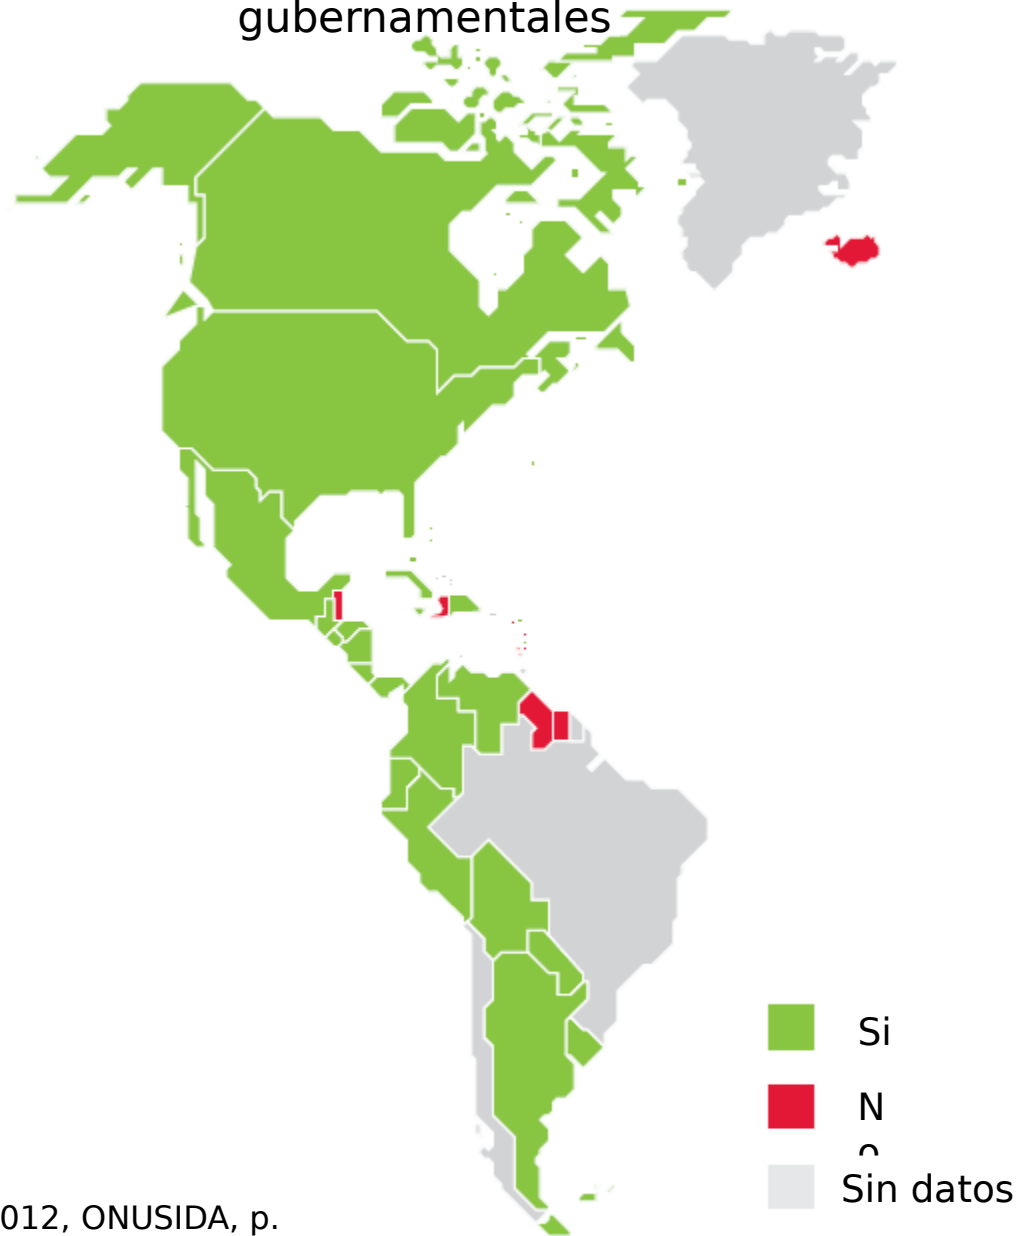 gubernamentales
Si
N
Sin datos
012, ONUSIDA, p.